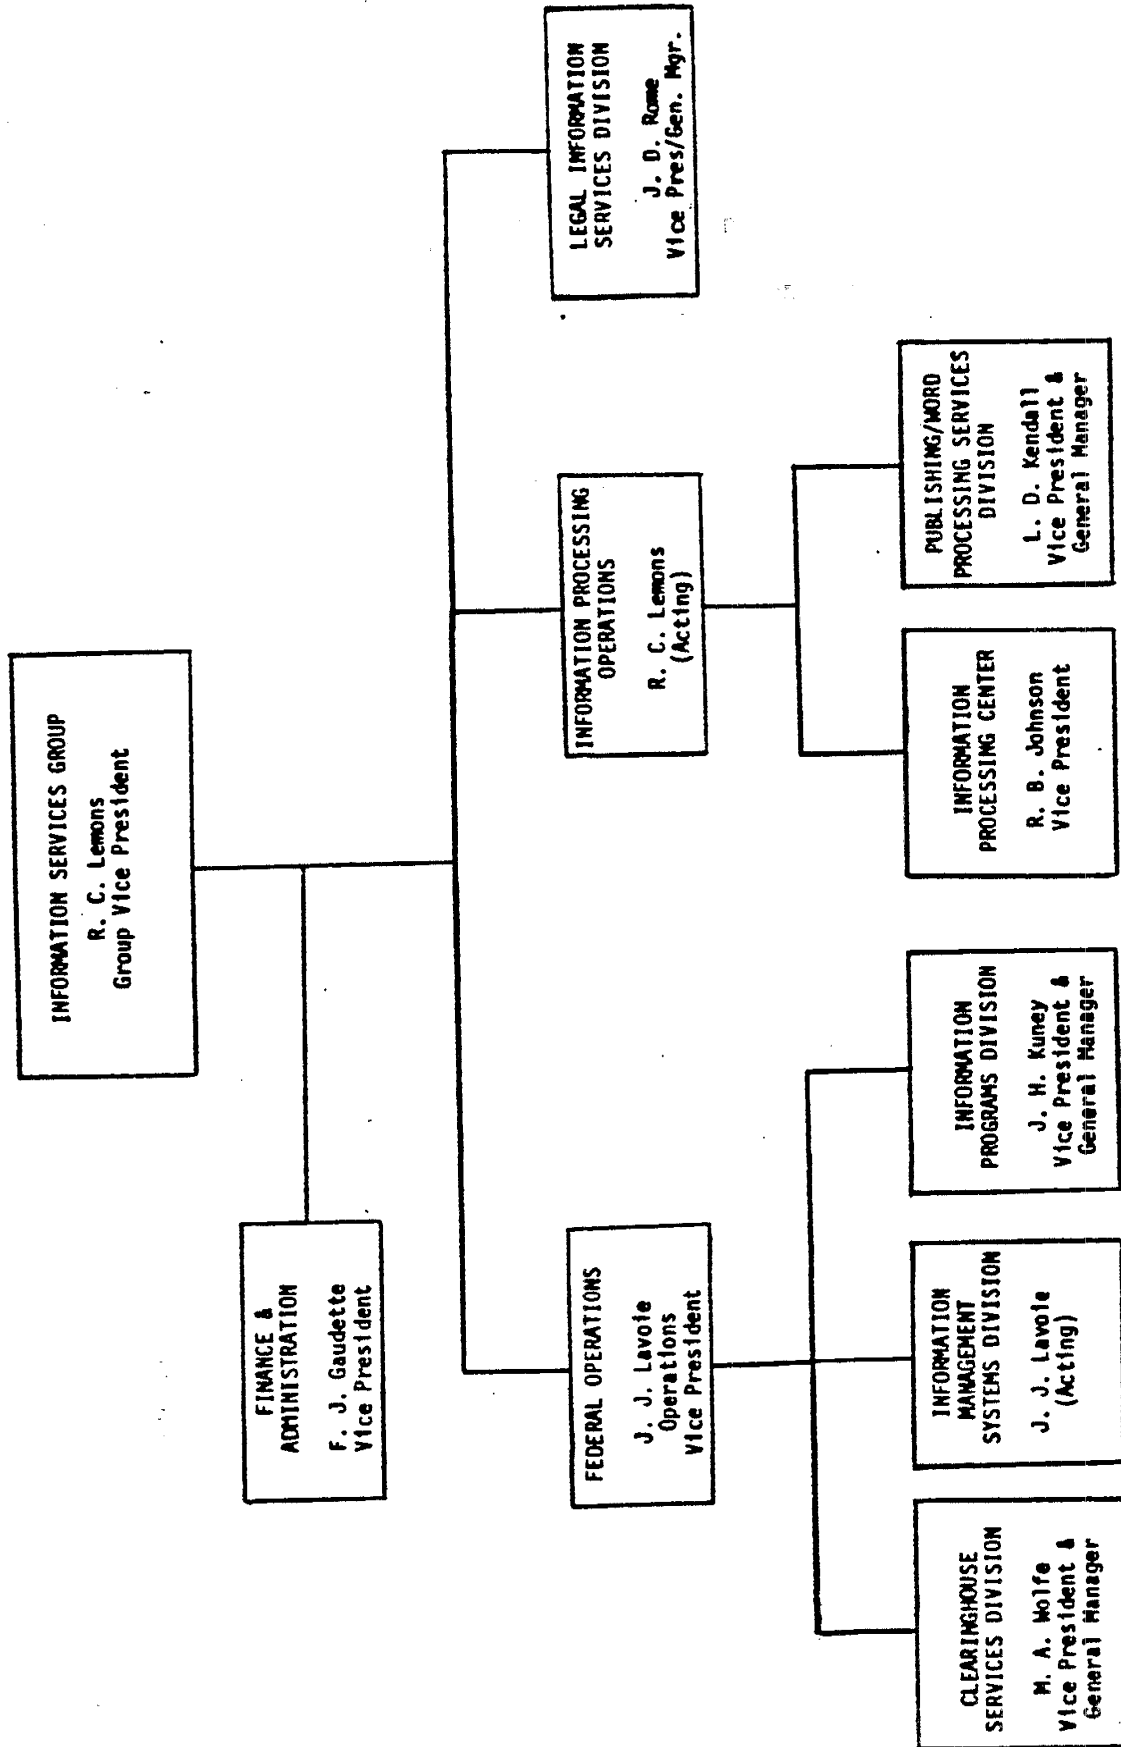 INFORMATION SERVICES GROUP
R. C. Lemons
Group Vice President
FINANCE &
ADMINISTRATION
F. J. Gaudette
Vice President
FEDERAL OPERATIONS
J. J. Lavoie
Operations
Vice President
INFORMATION PROCESSING
OPERATIONS
R. C. Lemons
(Acting)
LEGAL INFORMATION
SERVICES DIVISION
J. D. Rome
Vice Pres/Gen. Mgr.
CLEARINGHOUSE
SERVICES DIVISION
M. A. Wolfe
Vice President &
General Manager
INFORMATION
MANAGEMENT
SYSTEMS DIVISION
J. J. Lavoie
(Acting)
INFORMATION
PROGRAMS DIVISION
J. H. Kuney
Vice President &
General Manager
INFORMATION
PROCESSING CENTER
R. B. Johnson
Vice President
PUBLISHING/WORD
PROCESSING SERVICES
DIVISION
L. D. Kendall
Vice President &
General Manager